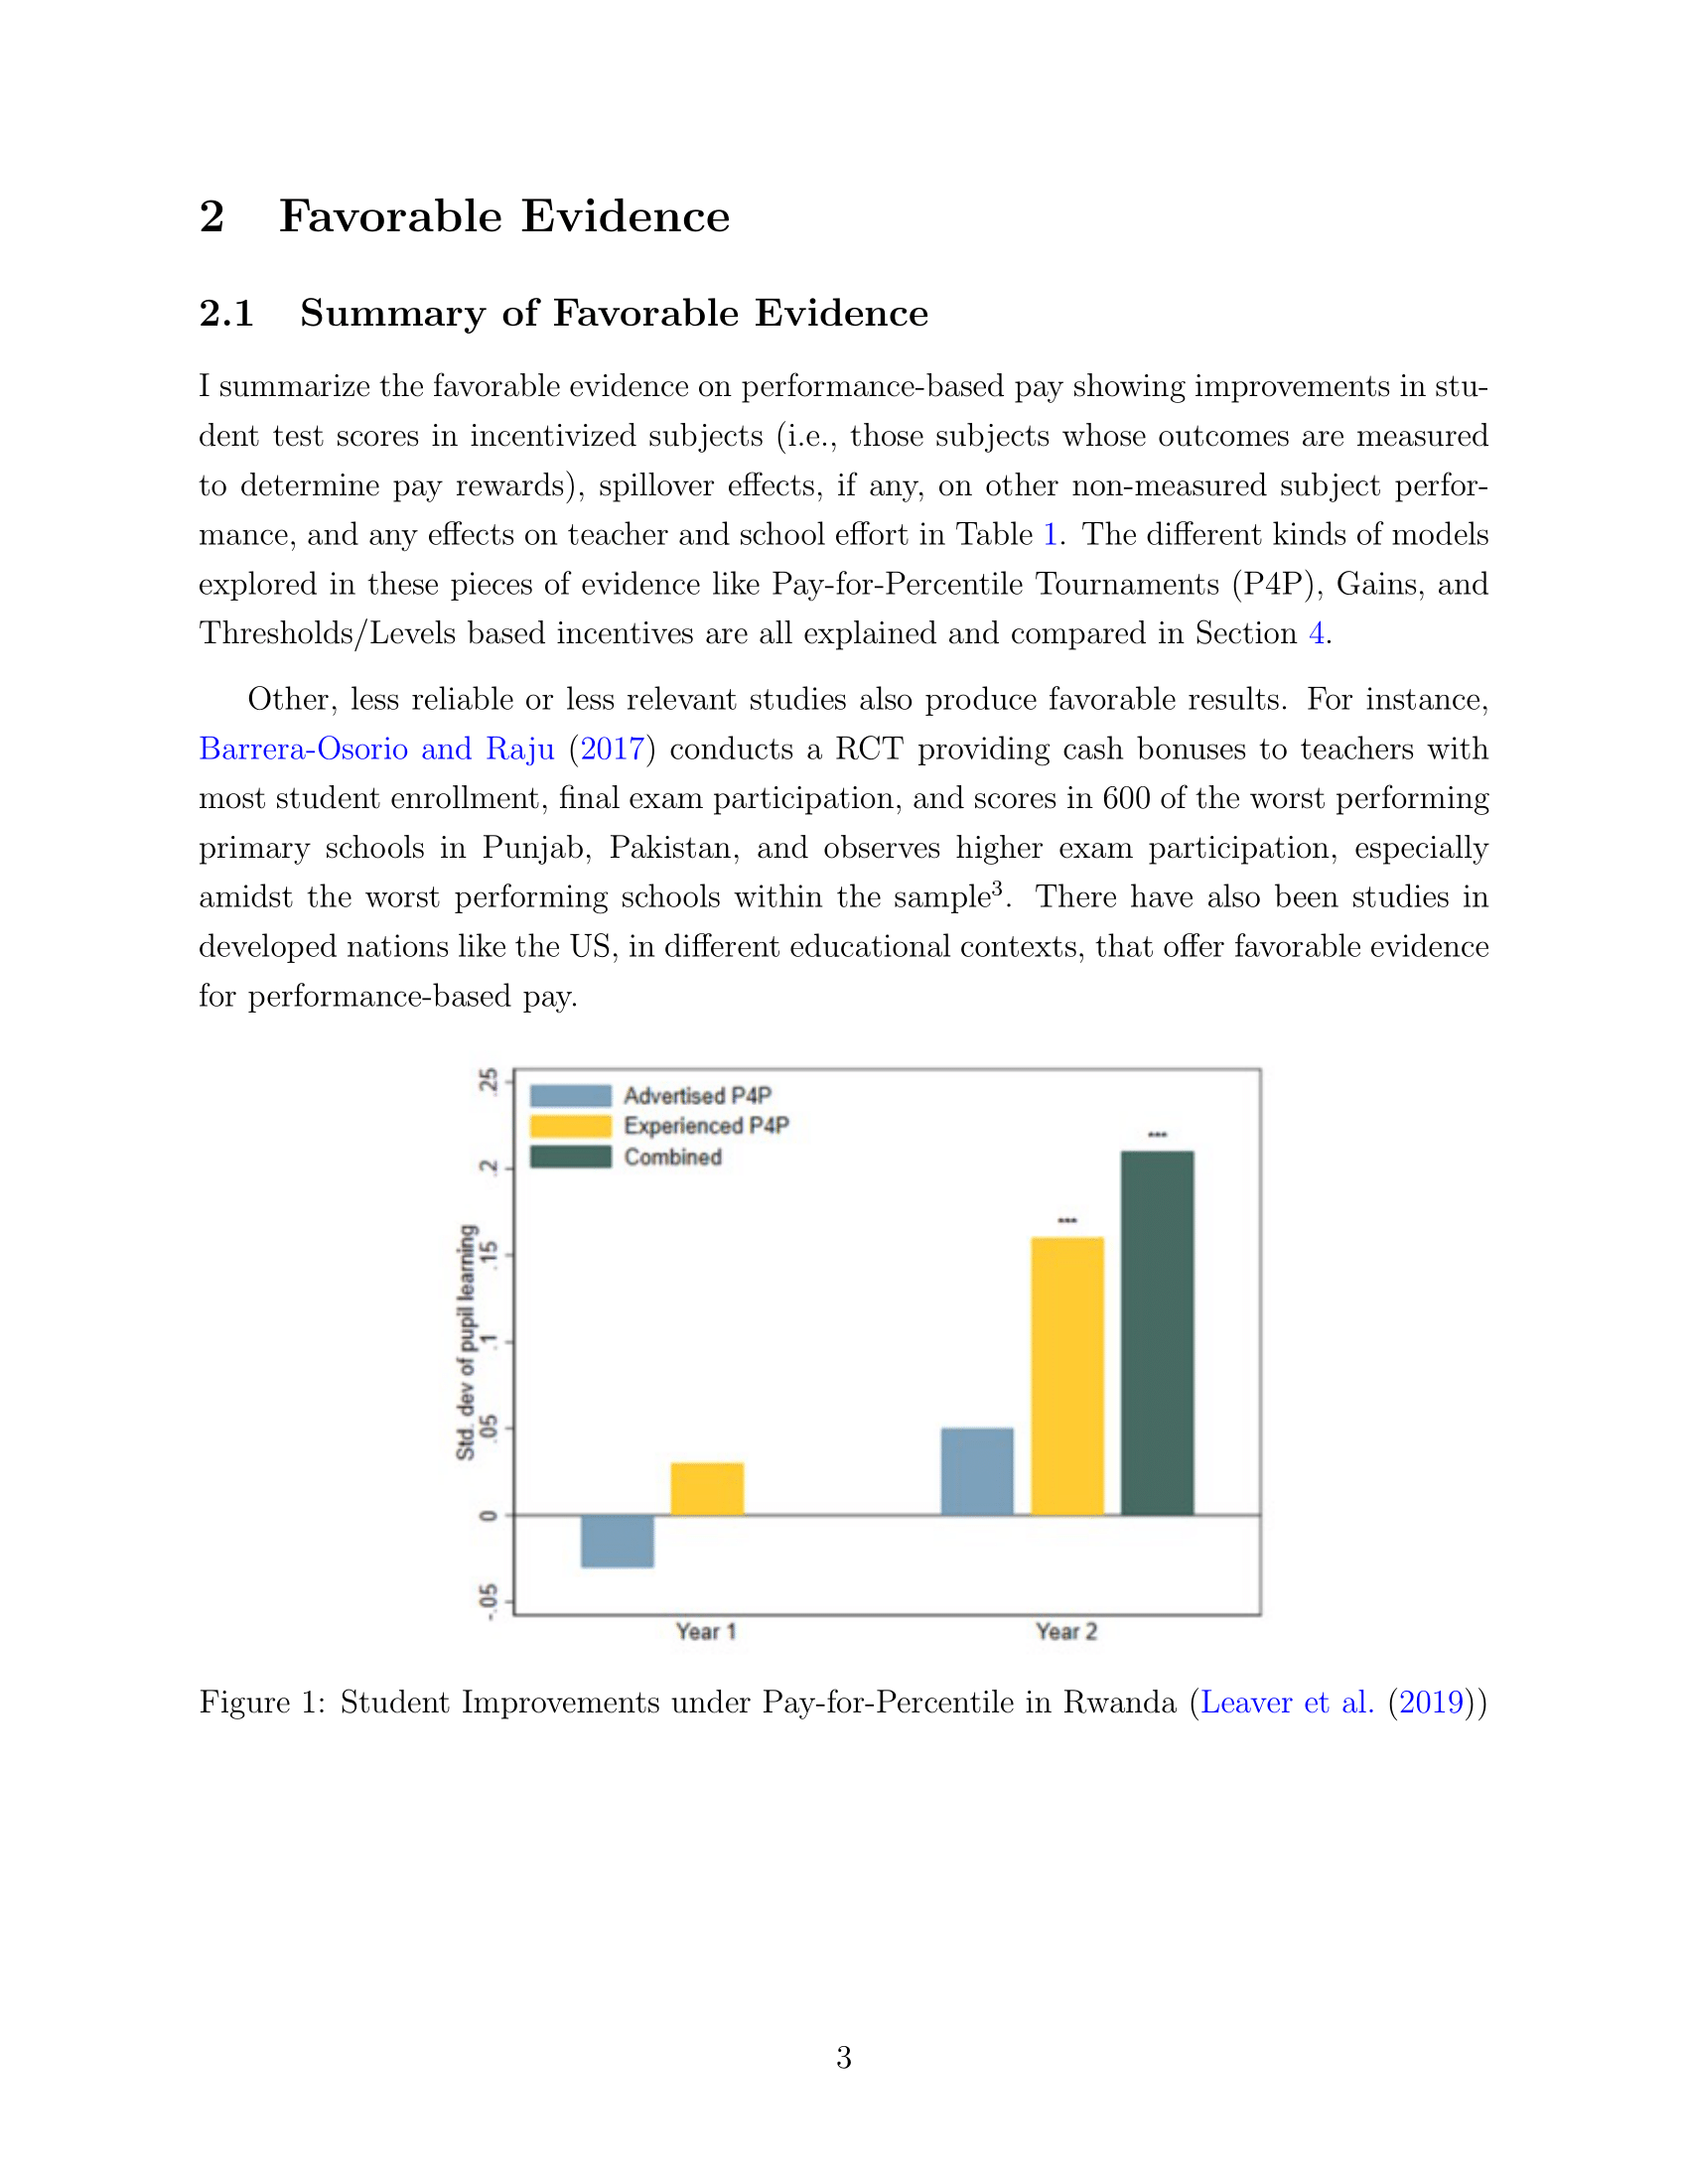 2 Favorable Evidence
2.1 Summary of Favorable Evidence
I summarize the favorable evidence on performance-based pay showing improvements in stu-
dent test scores in incentivized subjects (i.e., those subjects whose outcomes are measured
to determine pay rewards), spillover effects, if any, on other non-measured subject perfor-
mance, and any effects on teacher and school effort in Table 1. The different kinds of models
explored in these pieces of evidence like Pay-for-Percentile Tournaments (P4P), Gains, and
Thresholds/Levels based incentives are all explained and compared in Section 4.
Other, less reliable or less relevant studies also produce favorable results. For instance,
Barrera-Osorio and Raju (2017) conducts a RCT providing cash bonuses to teachers with
most student enrollment, final exam participation, and scores in 600 of the worst performing
primary schools in Punjab, Pakistan, and observes higher exam participation, especially
amidst the worst performing schools within the sample³. There have also been studies in
developed nations like the US, in different educational contexts, that offer favorable evidence
for performance-based pay.
Advertised P4P
Experienced P4P
Combined
Std. dev of pupil learning
.25
.2
.15
.1
.05
0
-.05
***
***
Year 1
Year 2
Figure 1: Student Improvements under Pay-for-Percentile in Rwanda (Leaver et al. (2019))
3